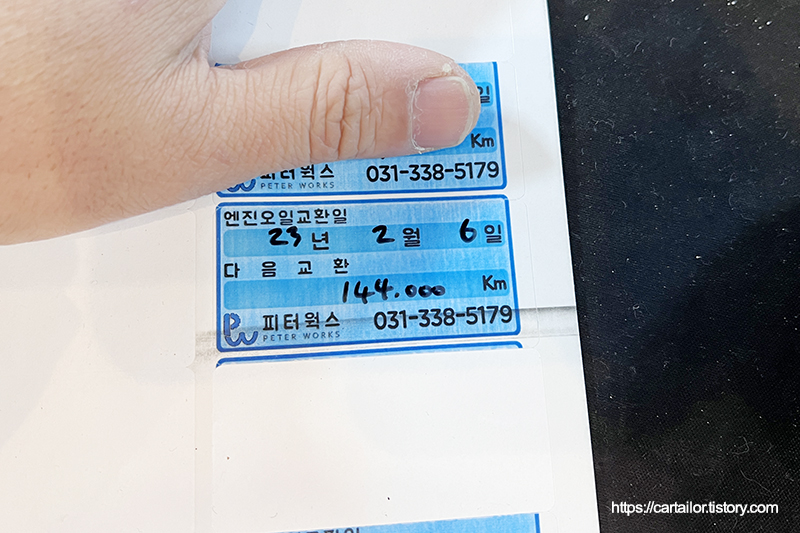 일
Km
피터웍스
PETER WORKS
031-338-5179
엔진오일교환일
23년 2월 6일
다음교환
144.000 Km
피터웍스
PETER WORKS
031-338-5179
https://cartailor.tistory.com